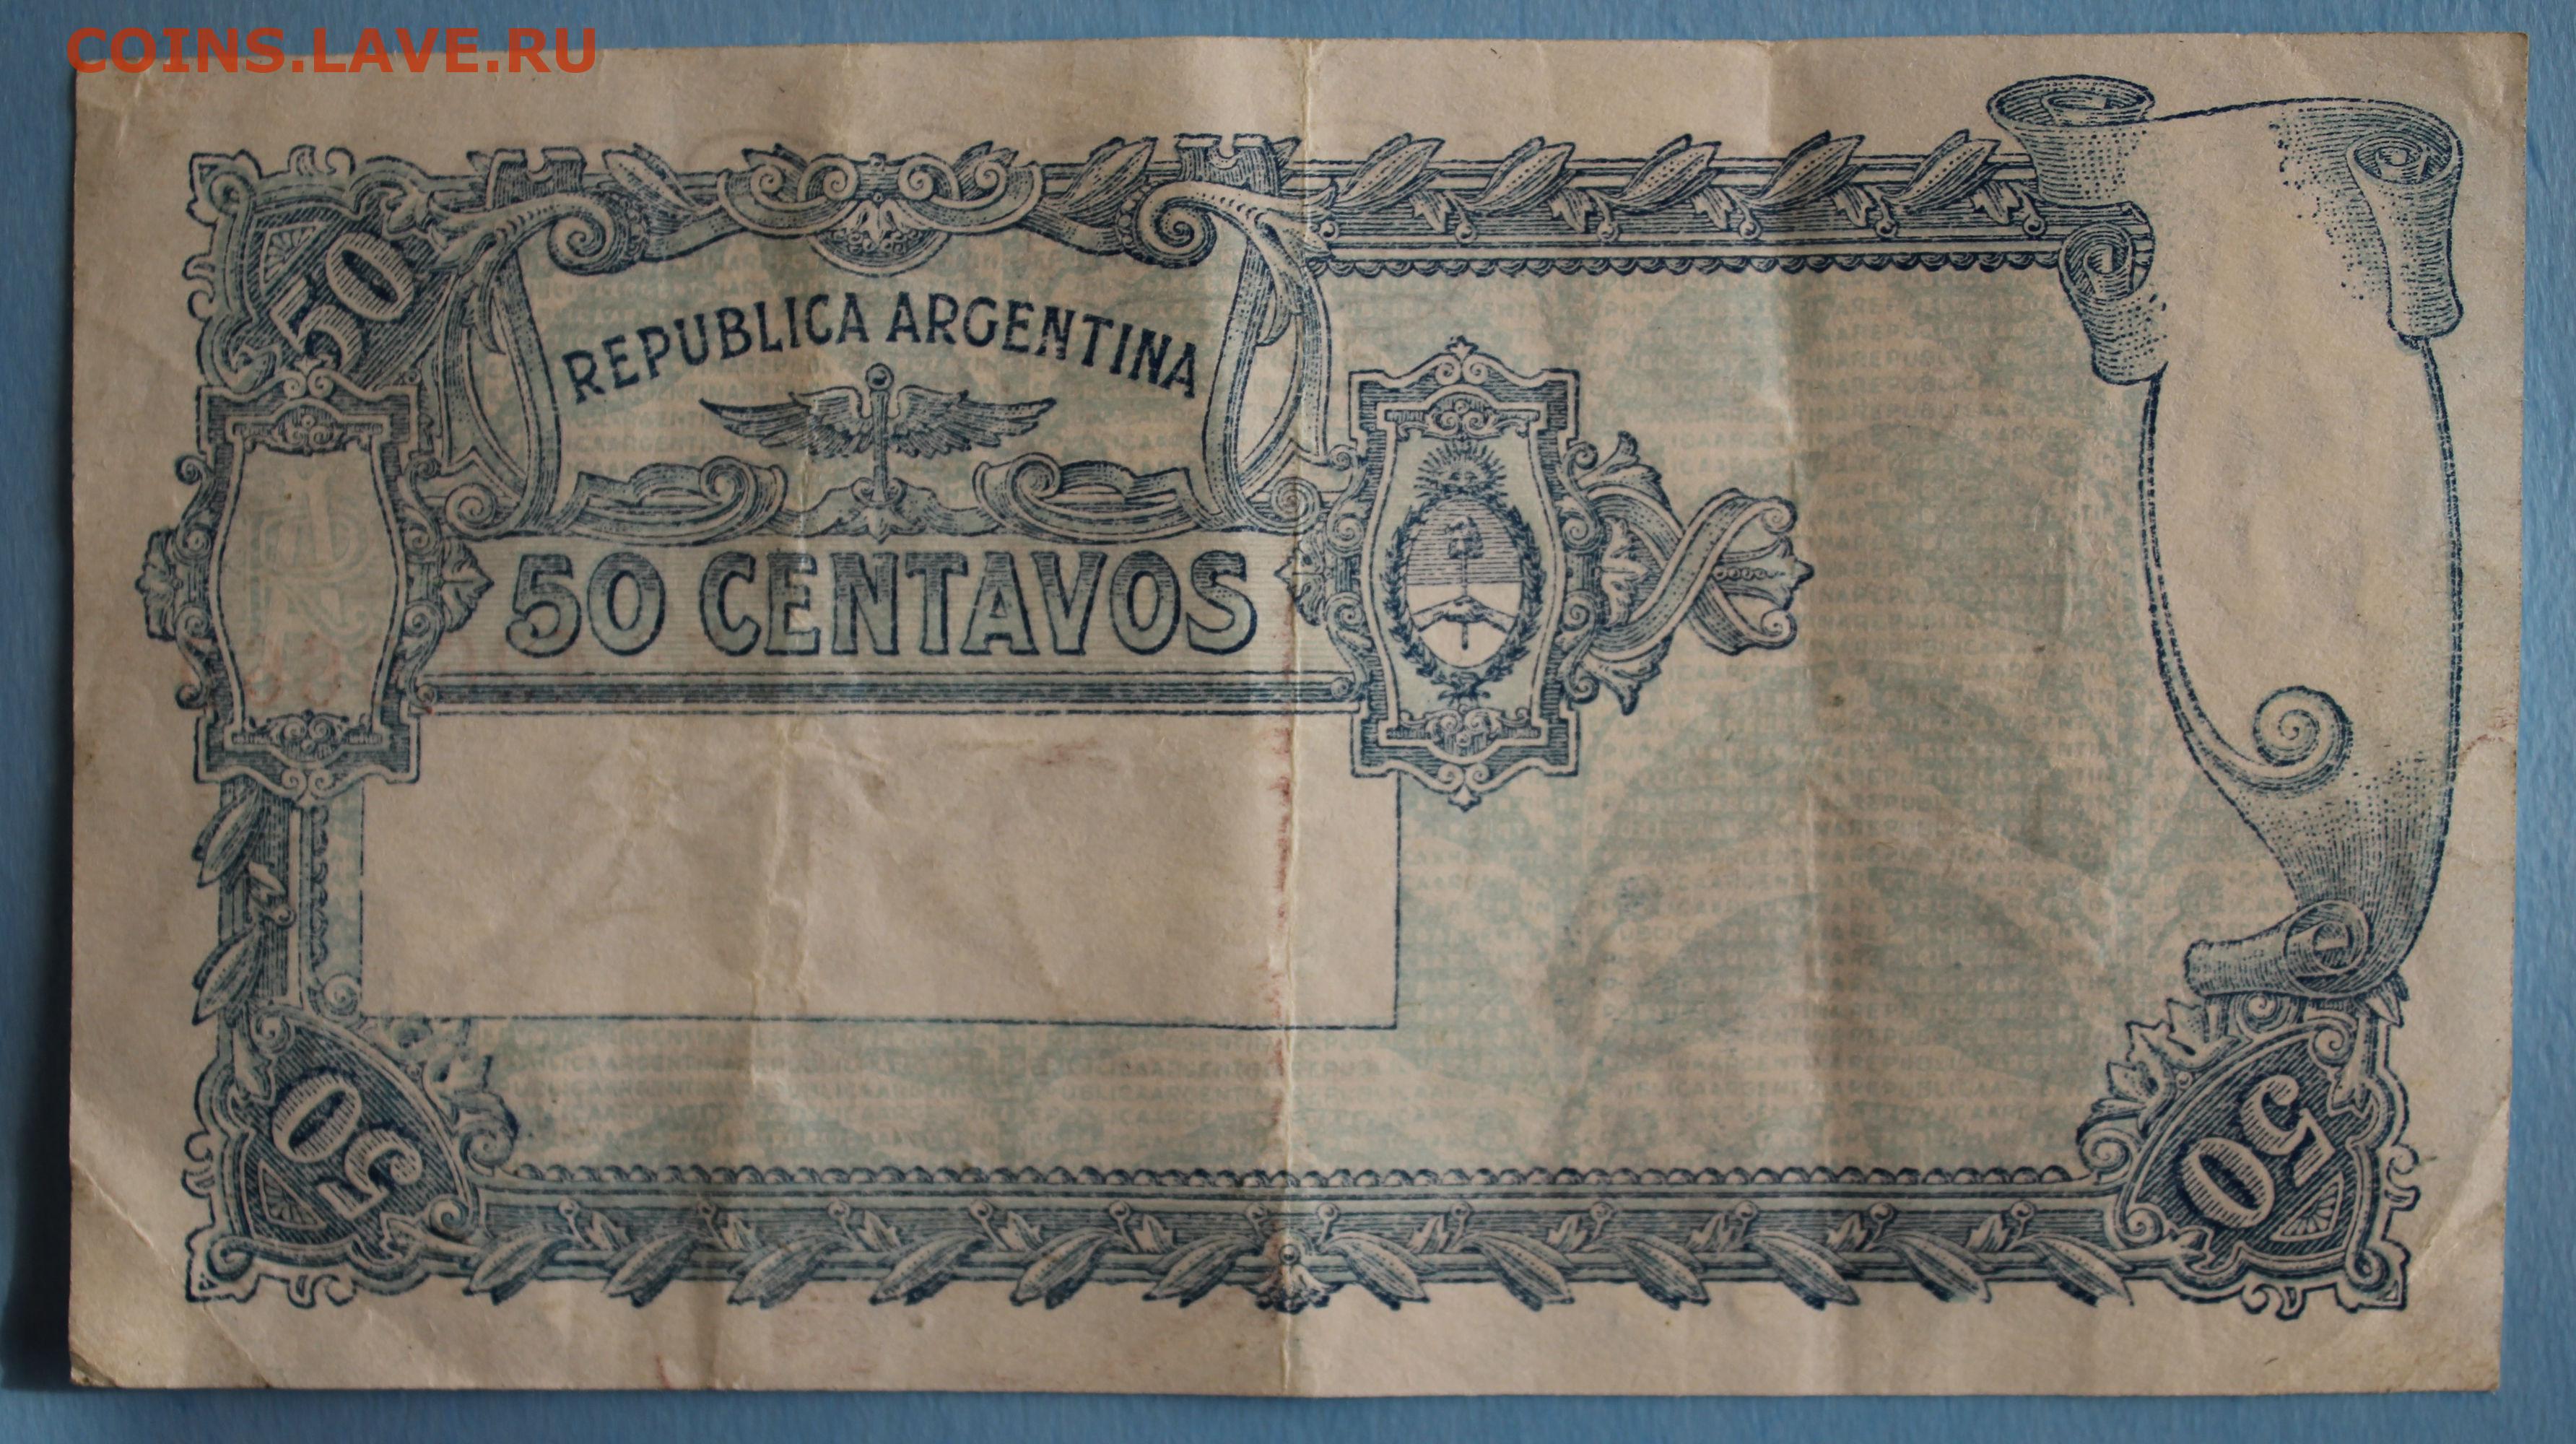 COINS.LAVE.RU
50
REPUBLICA ARGENTINA
50 CENTAVOS
50
50